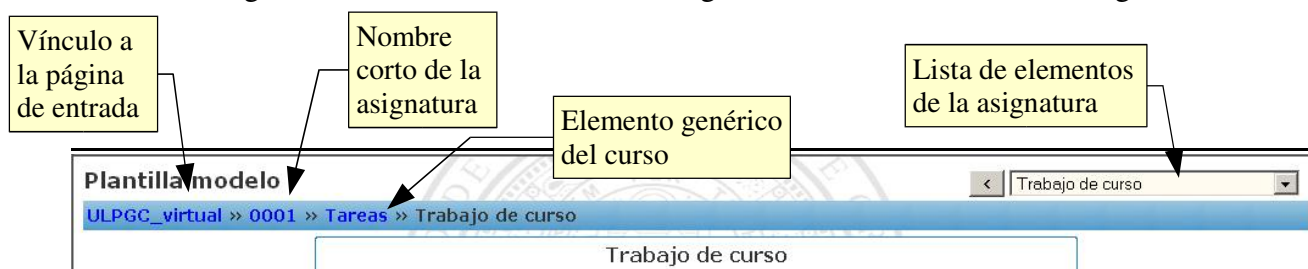 Vínculo a
la página
de entrada
Nombre
corto de la
asignatura
Elemento genérico
del curso
Lista de elementos
de la asignatura
Plantilla modelo
< Trabajo de curso
ULPGC_virtual » 0001 » Tareas » Trabajo de curso
Trabajo de curso